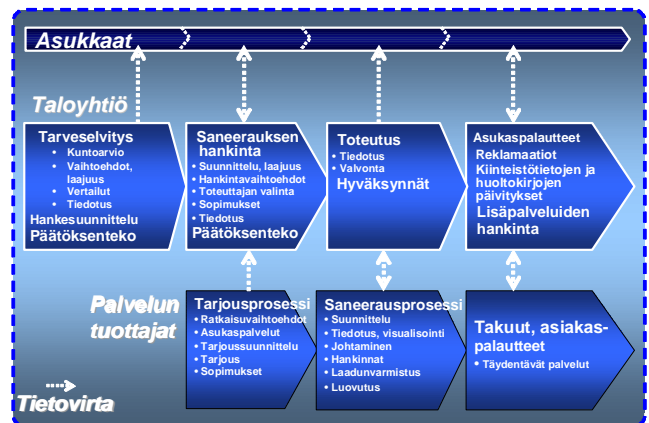 Asukkaat
Taloyhtiö
Tarveselvitys
• Kuntoarvio
• Vaihtoehdot,
laajuus
• Vertailut
• Tiedotus
Hankesuunnittelu
Päätöksenteko
Saneerauksen
hankinta
• Suunnittelu, laajuus
• Hankintavaihtoehdot
• Toteuttajan valinta
• Sopimukset
• Tiedotus
Päätöksenteko
Toteutus
• Tiedotus
• Valvonta
Hyväksynnät
Asukaspalautteet
Reklamaatiot
Kiinteistötietojen ja
huoltokirjojen
päivitykset
Lisäpalveluiden
hankinta
Palvelun
tuottajat
Tarjousprosessi
• Ratkaisuvaihtoehdot
• Asukaspalvelut
• Tarjoussuunnittelu
• Tarjous
• Sopimukset
Saneerausprosessi
• Suunnittelu
• Tiedotus, visualisointi
• Johtaminen
• Hankinnat
• Laadunvarmistus
• Luovutus
Takuut, asiakas-
palautteet
• Täydentävät palvelut
Tietovirta